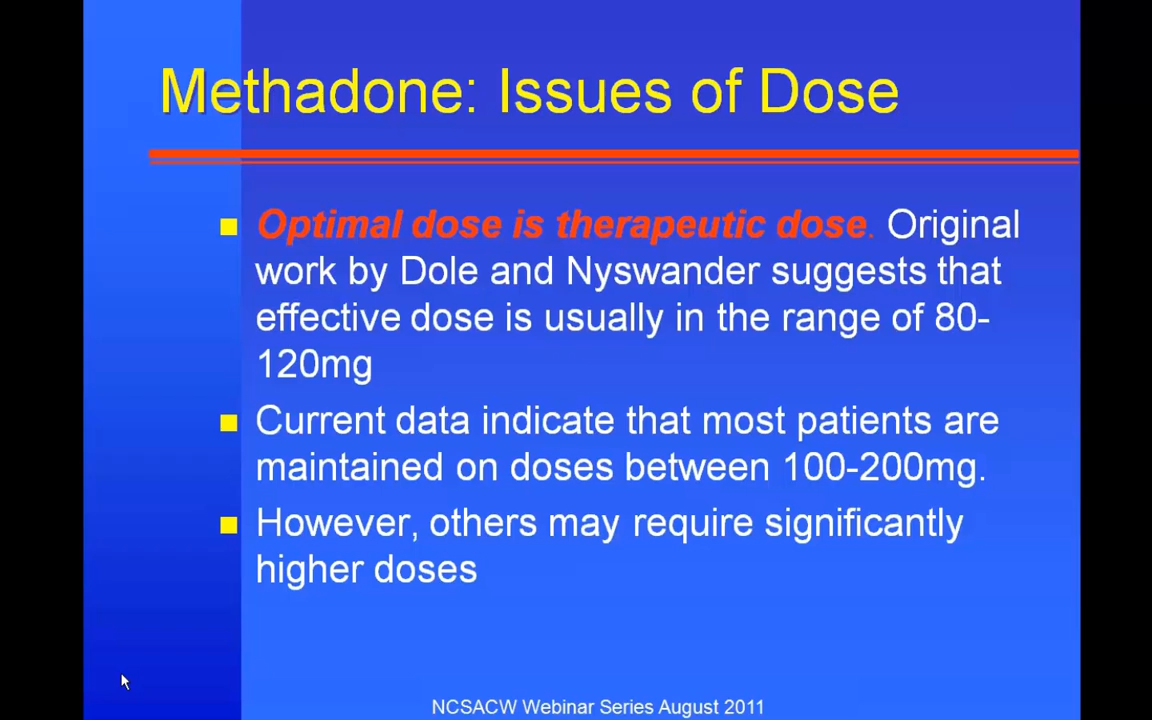 Methadone: Issues of Dose
Optimal dose is therapeutic dose. Original
work by Dole and Nyswander suggests that
effective dose is usually in the range of 80-
120mg
Current data indicate that most patients are
maintained on doses between 100-200mg.
However, others may require significantly
higher doses
NCSACW Webinar Series August 2011